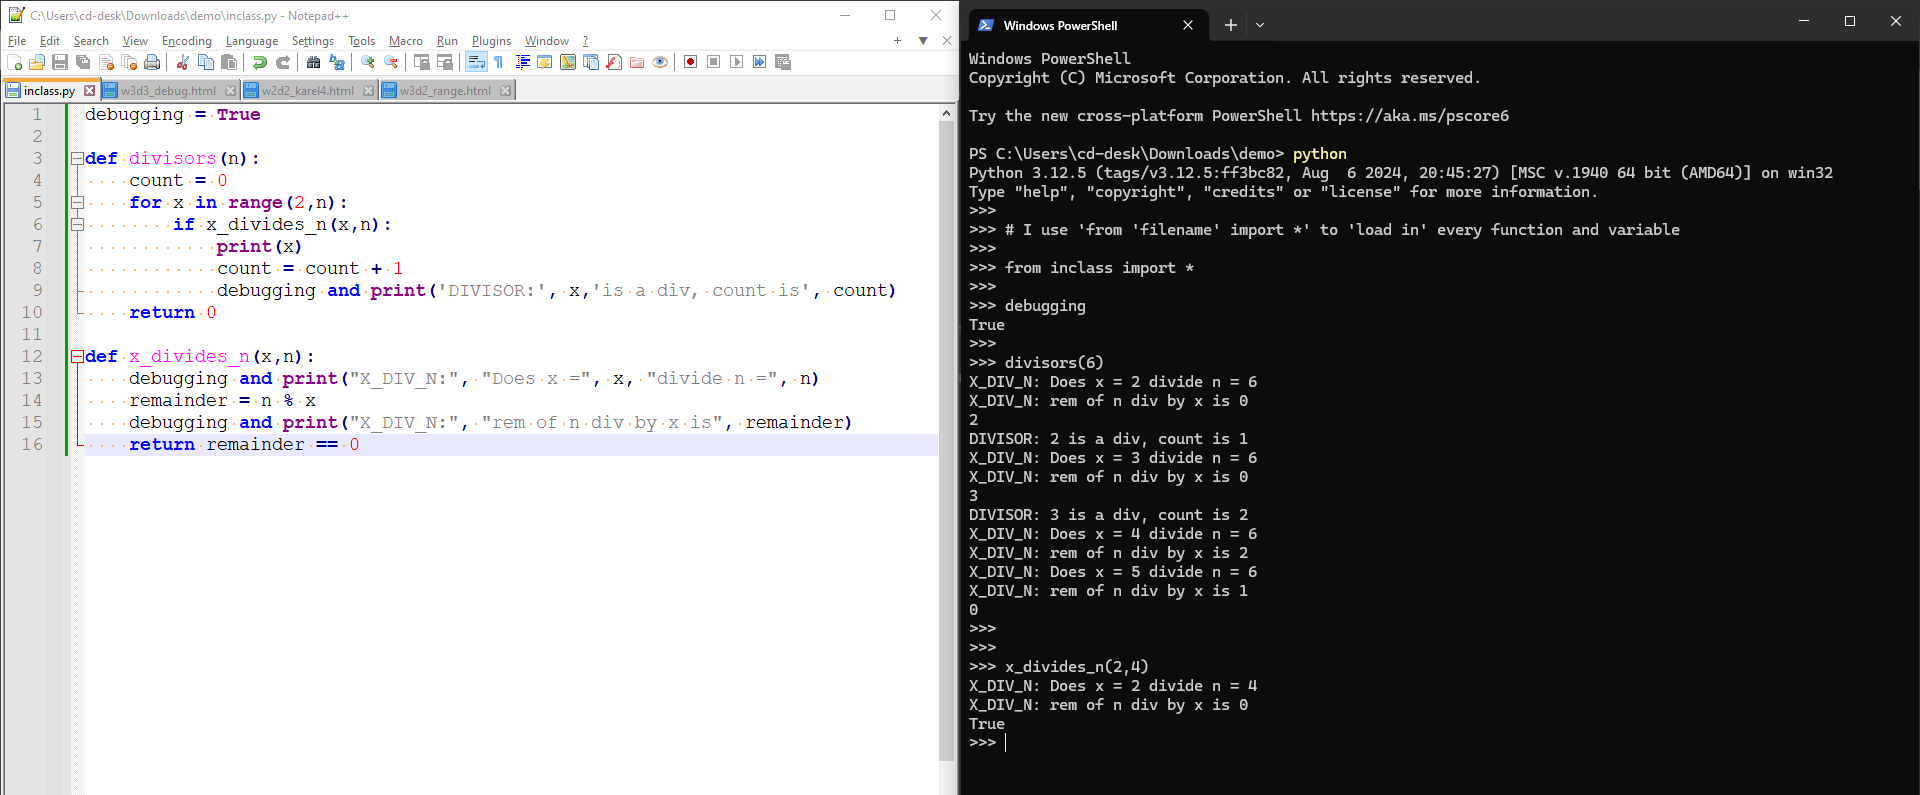 C:\Users\cd-desk\Downloads\demo\inclass.py - Notepad++
File Edit Search View Encoding Language Settings Tools Macro Run Plugins Window ?
inclass.py w3d3_debug.html w2d2_karel4.html w3d2_range.html
1 debugging = True
2
3 def divisors(n):
4     count = 0
5     for x in range(2,n):
6         if x_divides_n(x,n):
7             print(x)
8             count = count + 1
9             debugging and print('DIVISOR:', x,'is a div, count is', count)
10     return 0
11
12 def x_divides_n(x,n):
13     debugging and print("X_DIV_N:", "Does x =", x, "divide n =", n)
14     remainder = n % x
15     debugging and print("X_DIV_N:", "rem of n div by x is", remainder)
16     return remainder == 0
Windows PowerShell
Windows PowerShell
Copyright (C) Microsoft Corporation. All rights reserved.
Try the new cross-platform PowerShell https://aka.ms/pscore6
PS C:\Users\cd-desk\Downloads\demo> python
Python 3.12.5 (tags/v3.12.5:ff3bc82, Aug  6 2024, 20:45:27) [MSC v.1940 64 bit (AMD64)] on win32
Type "help", "copyright", "credits" or "license" for more information.
>>>
>>> # I use 'from 'filename' import *' to 'load in' every function and variable
>>>
>>> from inclass import *
>>>
>>> debugging
True
>>>
>>> divisors(6)
X_DIV_N: Does x = 2 divide n = 6
X_DIV_N: rem of n div by x is 0
2
DIVISOR: 2 is a div, count is 1
X_DIV_N: Does x = 3 divide n = 6
X_DIV_N: rem of n div by x is 0
3
DIVISOR: 3 is a div, count is 2
X_DIV_N: Does x = 4 divide n = 6
X_DIV_N: rem of n div by x is 2
X_DIV_N: Does x = 5 divide n = 6
X_DIV_N: rem of n div by x is 1
0
>>>
>>>
>>> x_divides_n(2,4)
X_DIV_N: Does x = 2 divide n = 4
X_DIV_N: rem of n div by x is 0
True
>>>